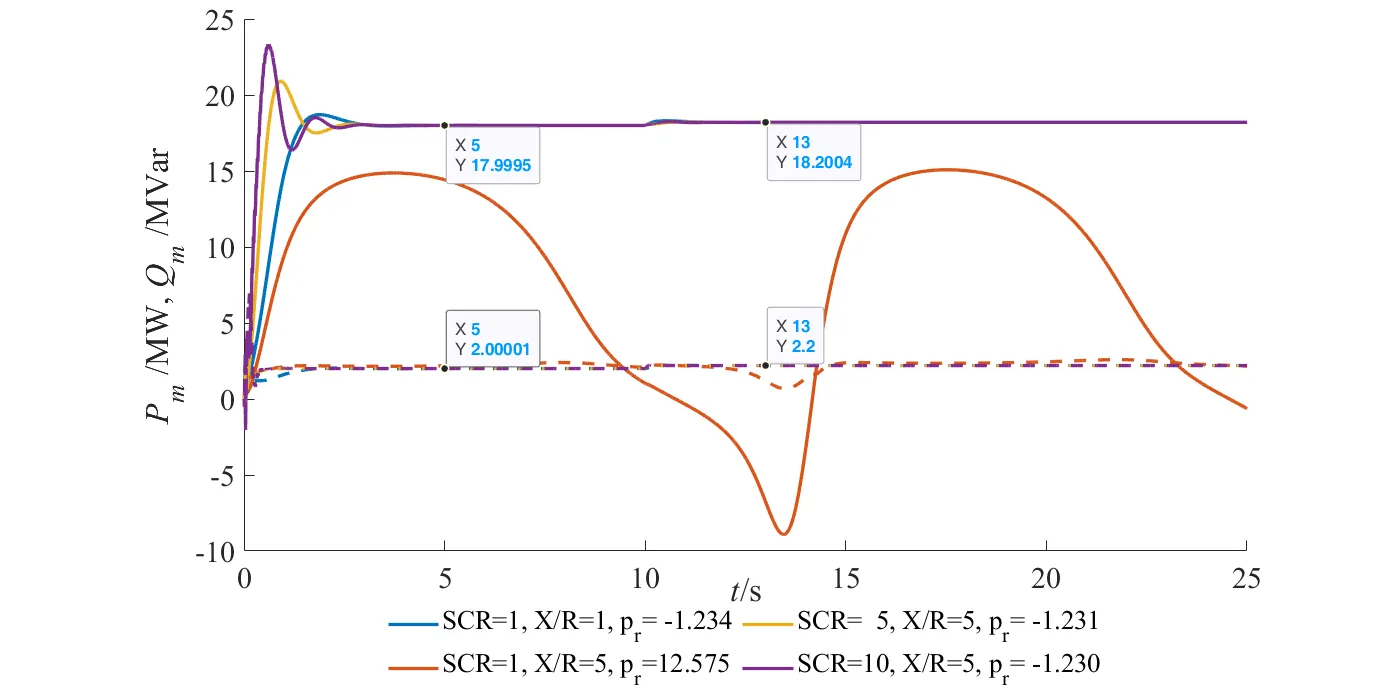 25
20
15
10
5
0
-5
-10
P_m /MW, Q_m /MVar
X 5
Y 17.9995
X 13
Y 18.2004
X 5
Y 2.00001
X 13
Y 2.2
0 5 10 15 20 25
t/s
SCR=1, X/R=1, p_r= -1.234
SCR= 5, X/R=5, p_r= -1.231
SCR=1, X/R=5, p_r=12.575
SCR=10, X/R=5, p_r= -1.230